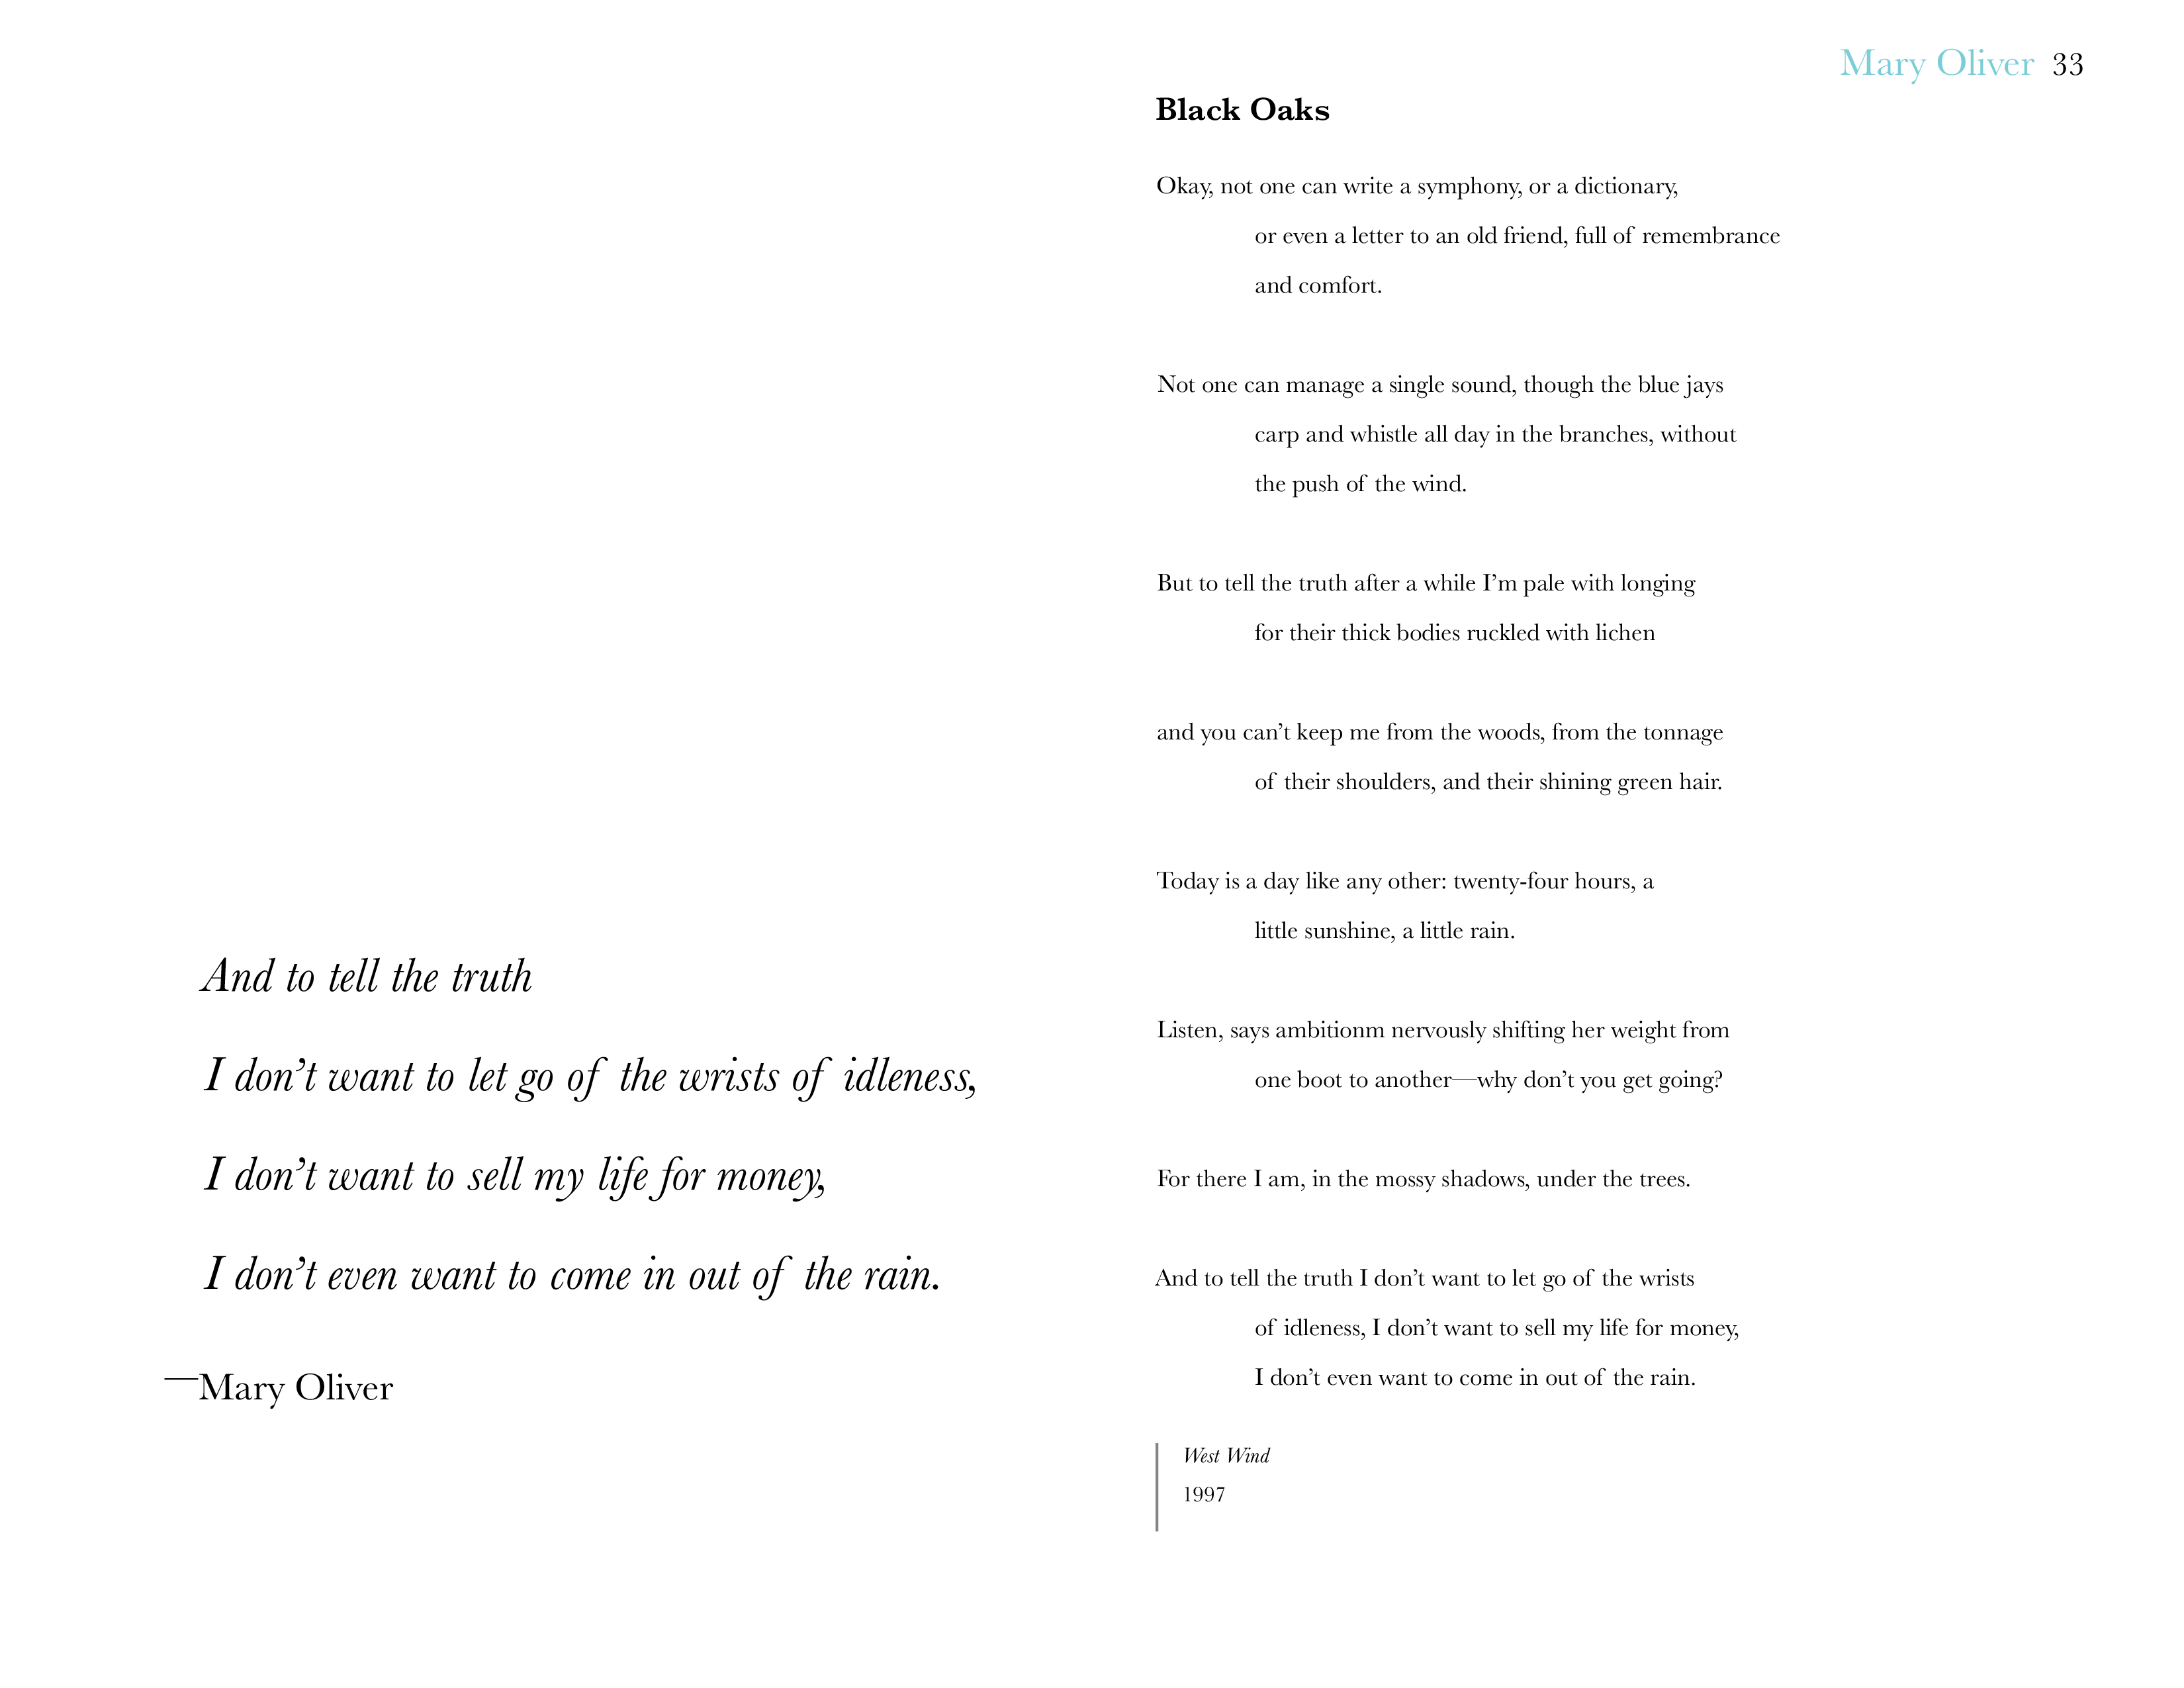 And to tell the truth
I don’t want to let go of the wrists of idleness,
I don’t want to sell my life for money,
I don’t even want to come in out of the rain.
—Mary Oliver
Mary Oliver 33
Black Oaks
Okay, not one can write a symphony, or a dictionary,
or even a letter to an old friend, full of remembrance
and comfort.
Not one can manage a single sound, though the blue jays
carp and whistle all day in the branches, without
the push of the wind.
But to tell the truth after a while I’m pale with longing
for their thick bodies ruckled with lichen
and you can’t keep me from the woods, from the tonnage
of their shoulders, and their shining green hair.
Today is a day like any other: twenty-four hours, a
little sunshine, a little rain.
Listen, says ambitionm nervously shifting her weight from
one boot to another—why don’t you get going?
For there I am, in the mossy shadows, under the trees.
And to tell the truth I don’t want to let go of the wrists
of idleness, I don’t want to sell my life for money,
I don’t even want to come in out of the rain.
West Wind
1997